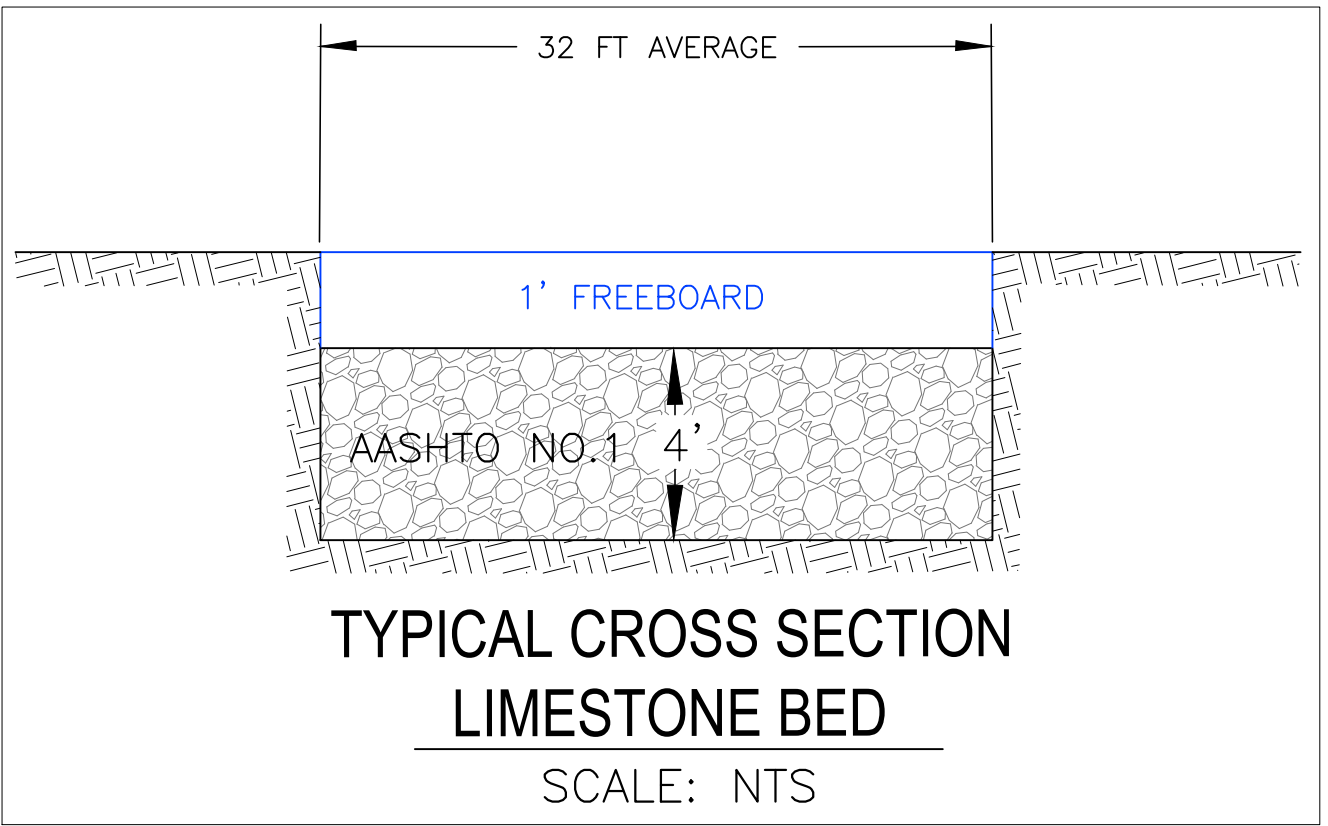 32 FT AVERAGE
1' FREEBOARD
AASHTO NO.1 4'
TYPICAL CROSS SECTION
LIMESTONE BED
SCALE: NTS